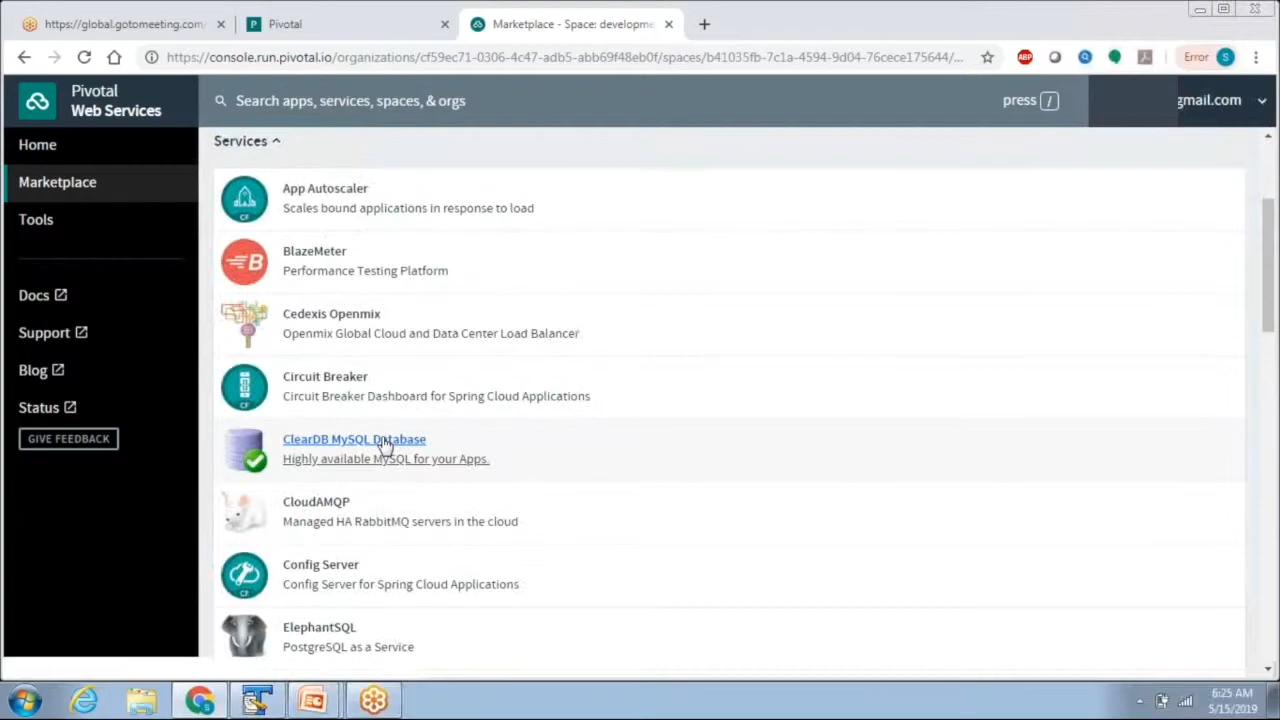 https://global.gotomeeting.com/
Pivotal
Marketplace - Space: developme
https://console.run.pivotal.io/organizations/cf59ec71-0306-4c47-adb5-abb69f48eb0f/spaces/b41035fb-7c1a-4594-9d04-76cece175644/...
ABP
Error
S
Pivotal
Web Services
Search apps, services, spaces, & orgs
press /
gmail.com
Home
Marketplace
Tools
Docs
Support
Blog
Status
GIVE FEEDBACK
Services
App Autoscaler
Scales bound applications in response to load
CF
BlazeMeter
Performance Testing Platform
B
Cedexis Openmix
Openmix Global Cloud and Data Center Load Balancer
Circuit Breaker
Circuit Breaker Dashboard for Spring Cloud Applications
CF
ClearDB MySQL Database
Highly available MySQL for your Apps.
CloudAMQP
Managed HA RabbitMQ servers in the cloud
Config Server
Config Server for Spring Cloud Applications
CF
ElephantSQL
PostgreSQL as a Service
6:25 AM
5/15/2019